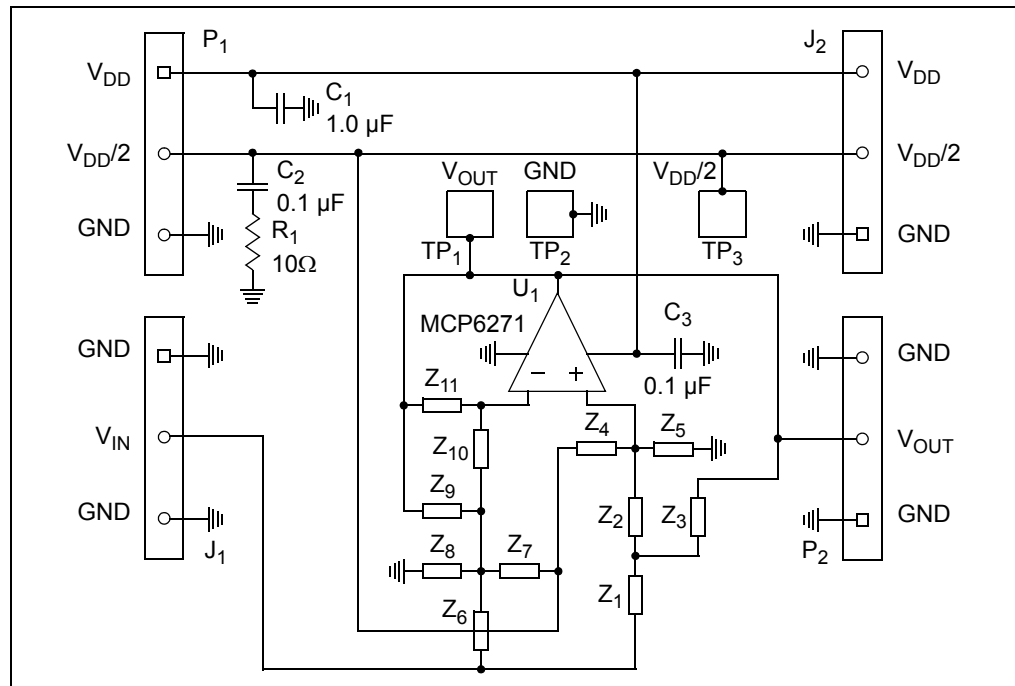 P1
J2
VDD
VDD
C1
1.0 µF
VDD/2
VDD/2
C2
0.1 µF
VOUT
GND
VDD/2
GND
R1
10Ω
TP1
TP2
TP3
GND
U1
MCP6271
C3
0.1 µF
GND
GND
− +
Z11
VIN
Z10
Z4
Z5
VOUT
Z9
GND
Z2
Z3
GND
J1
Z8
Z7
P2
Z1
Z6